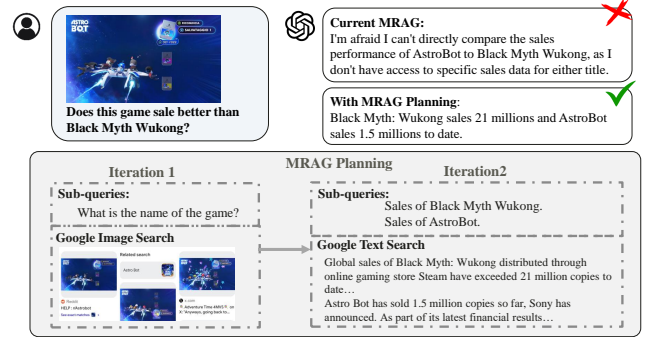 ASTRO
BOT
Does this game sale better than
Black Myth Wukong?
Current MRAG:
I'm afraid I can't directly compare the sales
performance of AstroBot to Black Myth Wukong, as I
don't have access to specific sales data for either title.
With MRAG Planning:
Black Myth: Wukong sales 21 millions and AstroBot
sales 1.5 millions to date.
MRAG Planning
Iteration 1
Sub-queries:
What is the name of the game?
Google Image Search
Related search
Astro Bot
Reddit
HELP: r/Astrobot
Iteration2
Sub-queries:
Sales of Black Myth Wukong.
Sales of AstroBot.
Google Text Search
Global sales of Black Myth: Wukong distributed through
online gaming store Steam have exceeded 21 million copies to
date…
Astro Bot has sold 1.5 million copies so far, Sony has
announced. As part of its latest financial results…